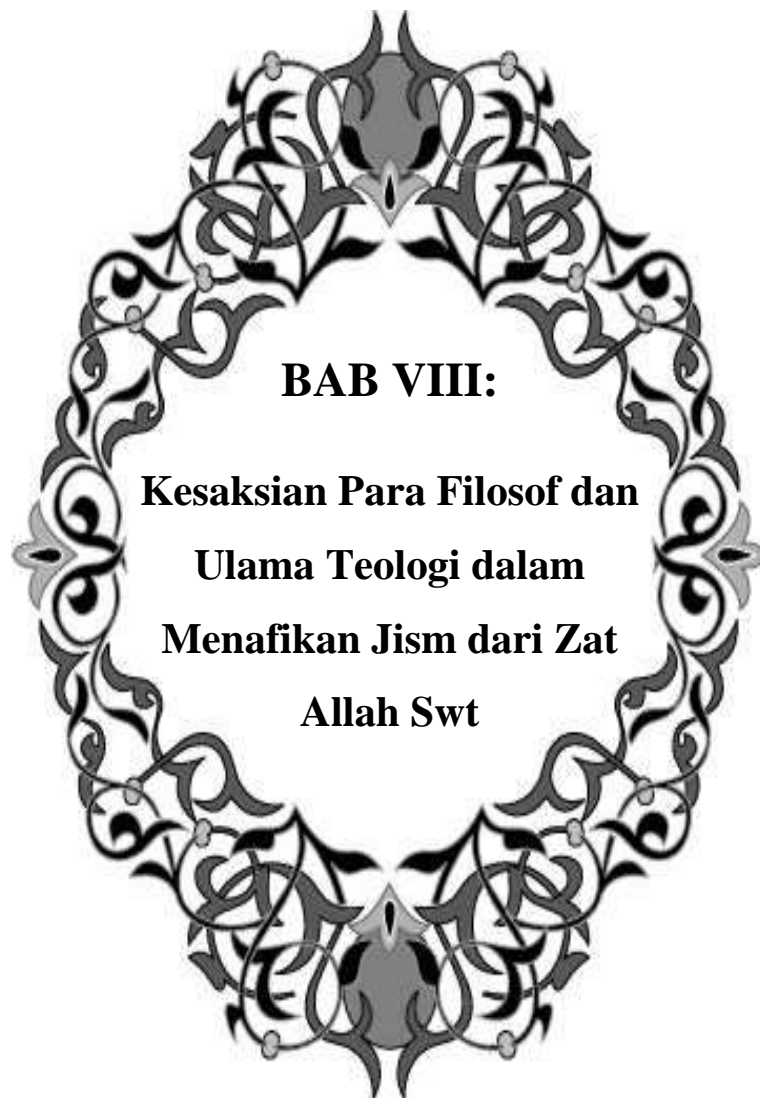 BAB VIII:
Kesaksian Para Filosof dan
Ulama Teologi dalam
Menafikan Jism dari Zat
Allah Swt